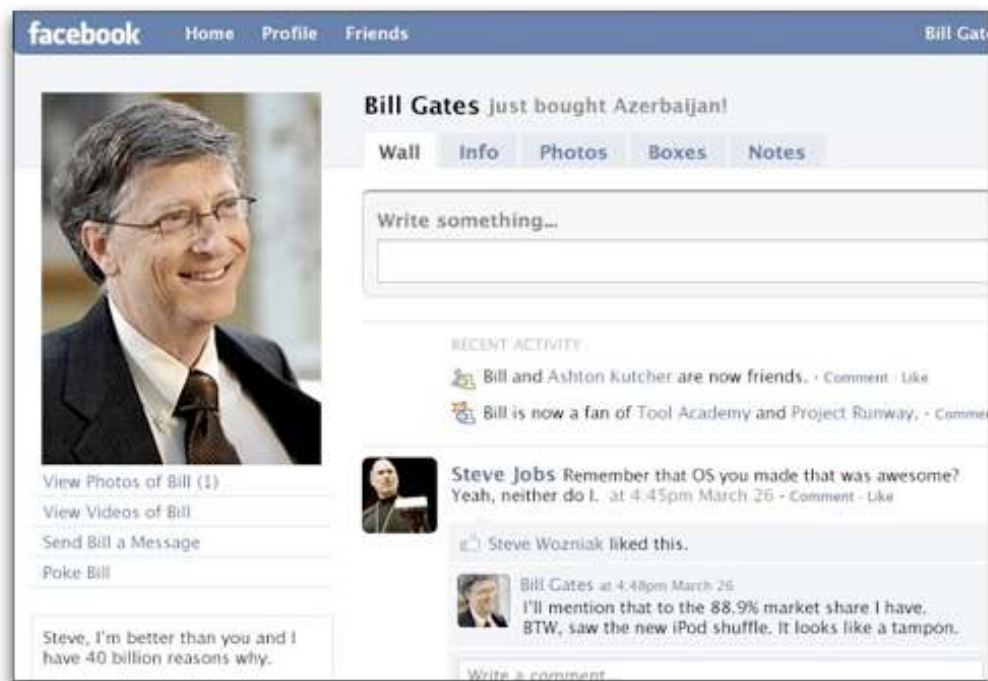 facebook Home Profile Friends Bill Gat
Bill Gates just bought Azerbaijan!
Wall Info Photos Boxes Notes
Write something...
RECENT ACTIVITY
Bill and Ashton Kutcher are now friends. · Comment · Like
Bill is now a fan of Tool Academy and Project Runway. · Comme
Steve Jobs Remember that OS you made that was awesome?
Yeah, neither do I. at 4:45pm March 26 · Comment · Like
Steve Wozniak liked this.
Bill Gates at 4:48pm March 26
I'll mention that to the 88.9% market share I have.
BTW, saw the new iPod shuffle. It looks like a tampon.
Write a comment...
View Photos of Bill (1)
View Videos of Bill
Send Bill a Message
Poke Bill
Steve, I'm better than you and I
have 40 billion reasons why.